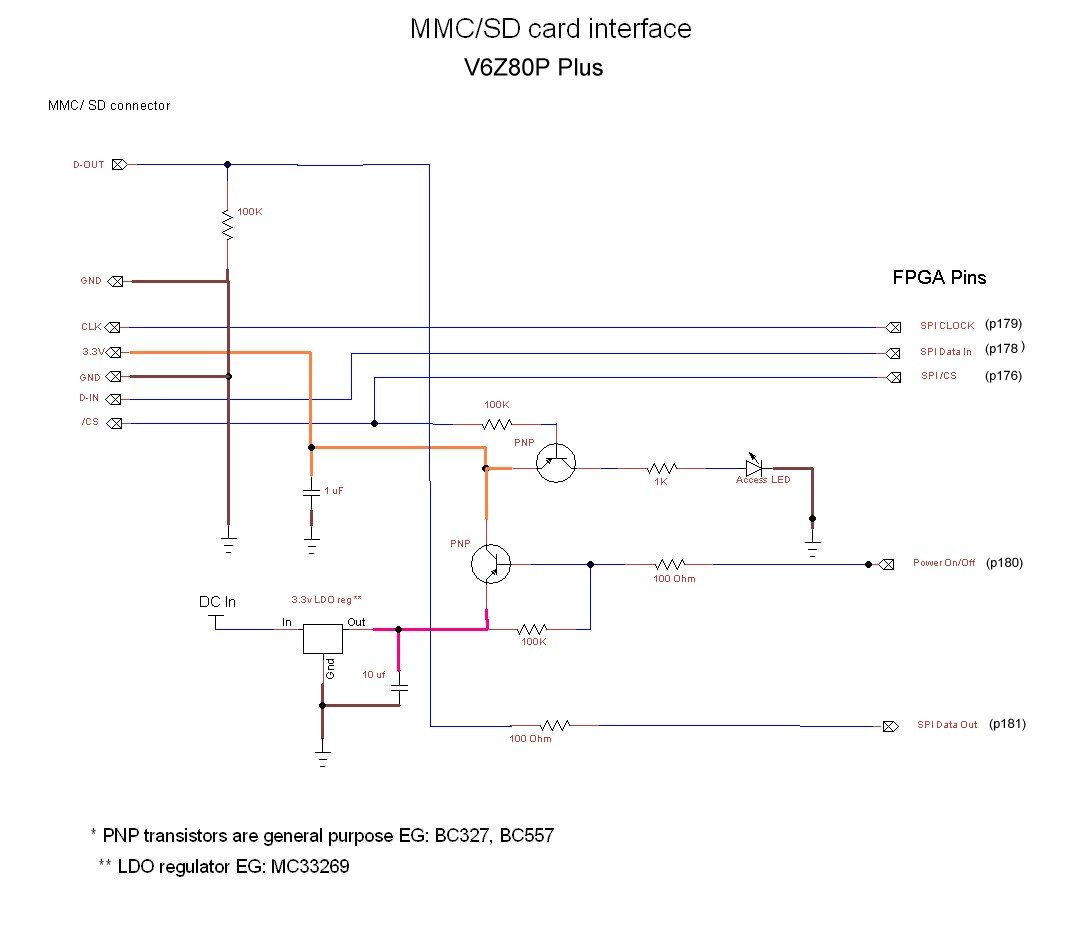 MMC/SD card interface
V6Z80P Plus
MMC/ SD connector
D-OUT
100K
GND
FPGA Pins
CLK
SPI CLOCK (p179)
3.3V
SPI Data In (p178 )
GND
SPI /CS (p176)
D-IN
/CS
100K
PNP
1K
Access LED
1 uF
PNP
Power On/Off (p180)
100 Ohm
DC In
3.3v LDO reg**
In
Out
100K
Gnd
10 uf
SPI Data Out (p181)
100 Ohm
* PNP transistors are general purpose EG: BC327, BC557
** LDO regulator EG: MC33269